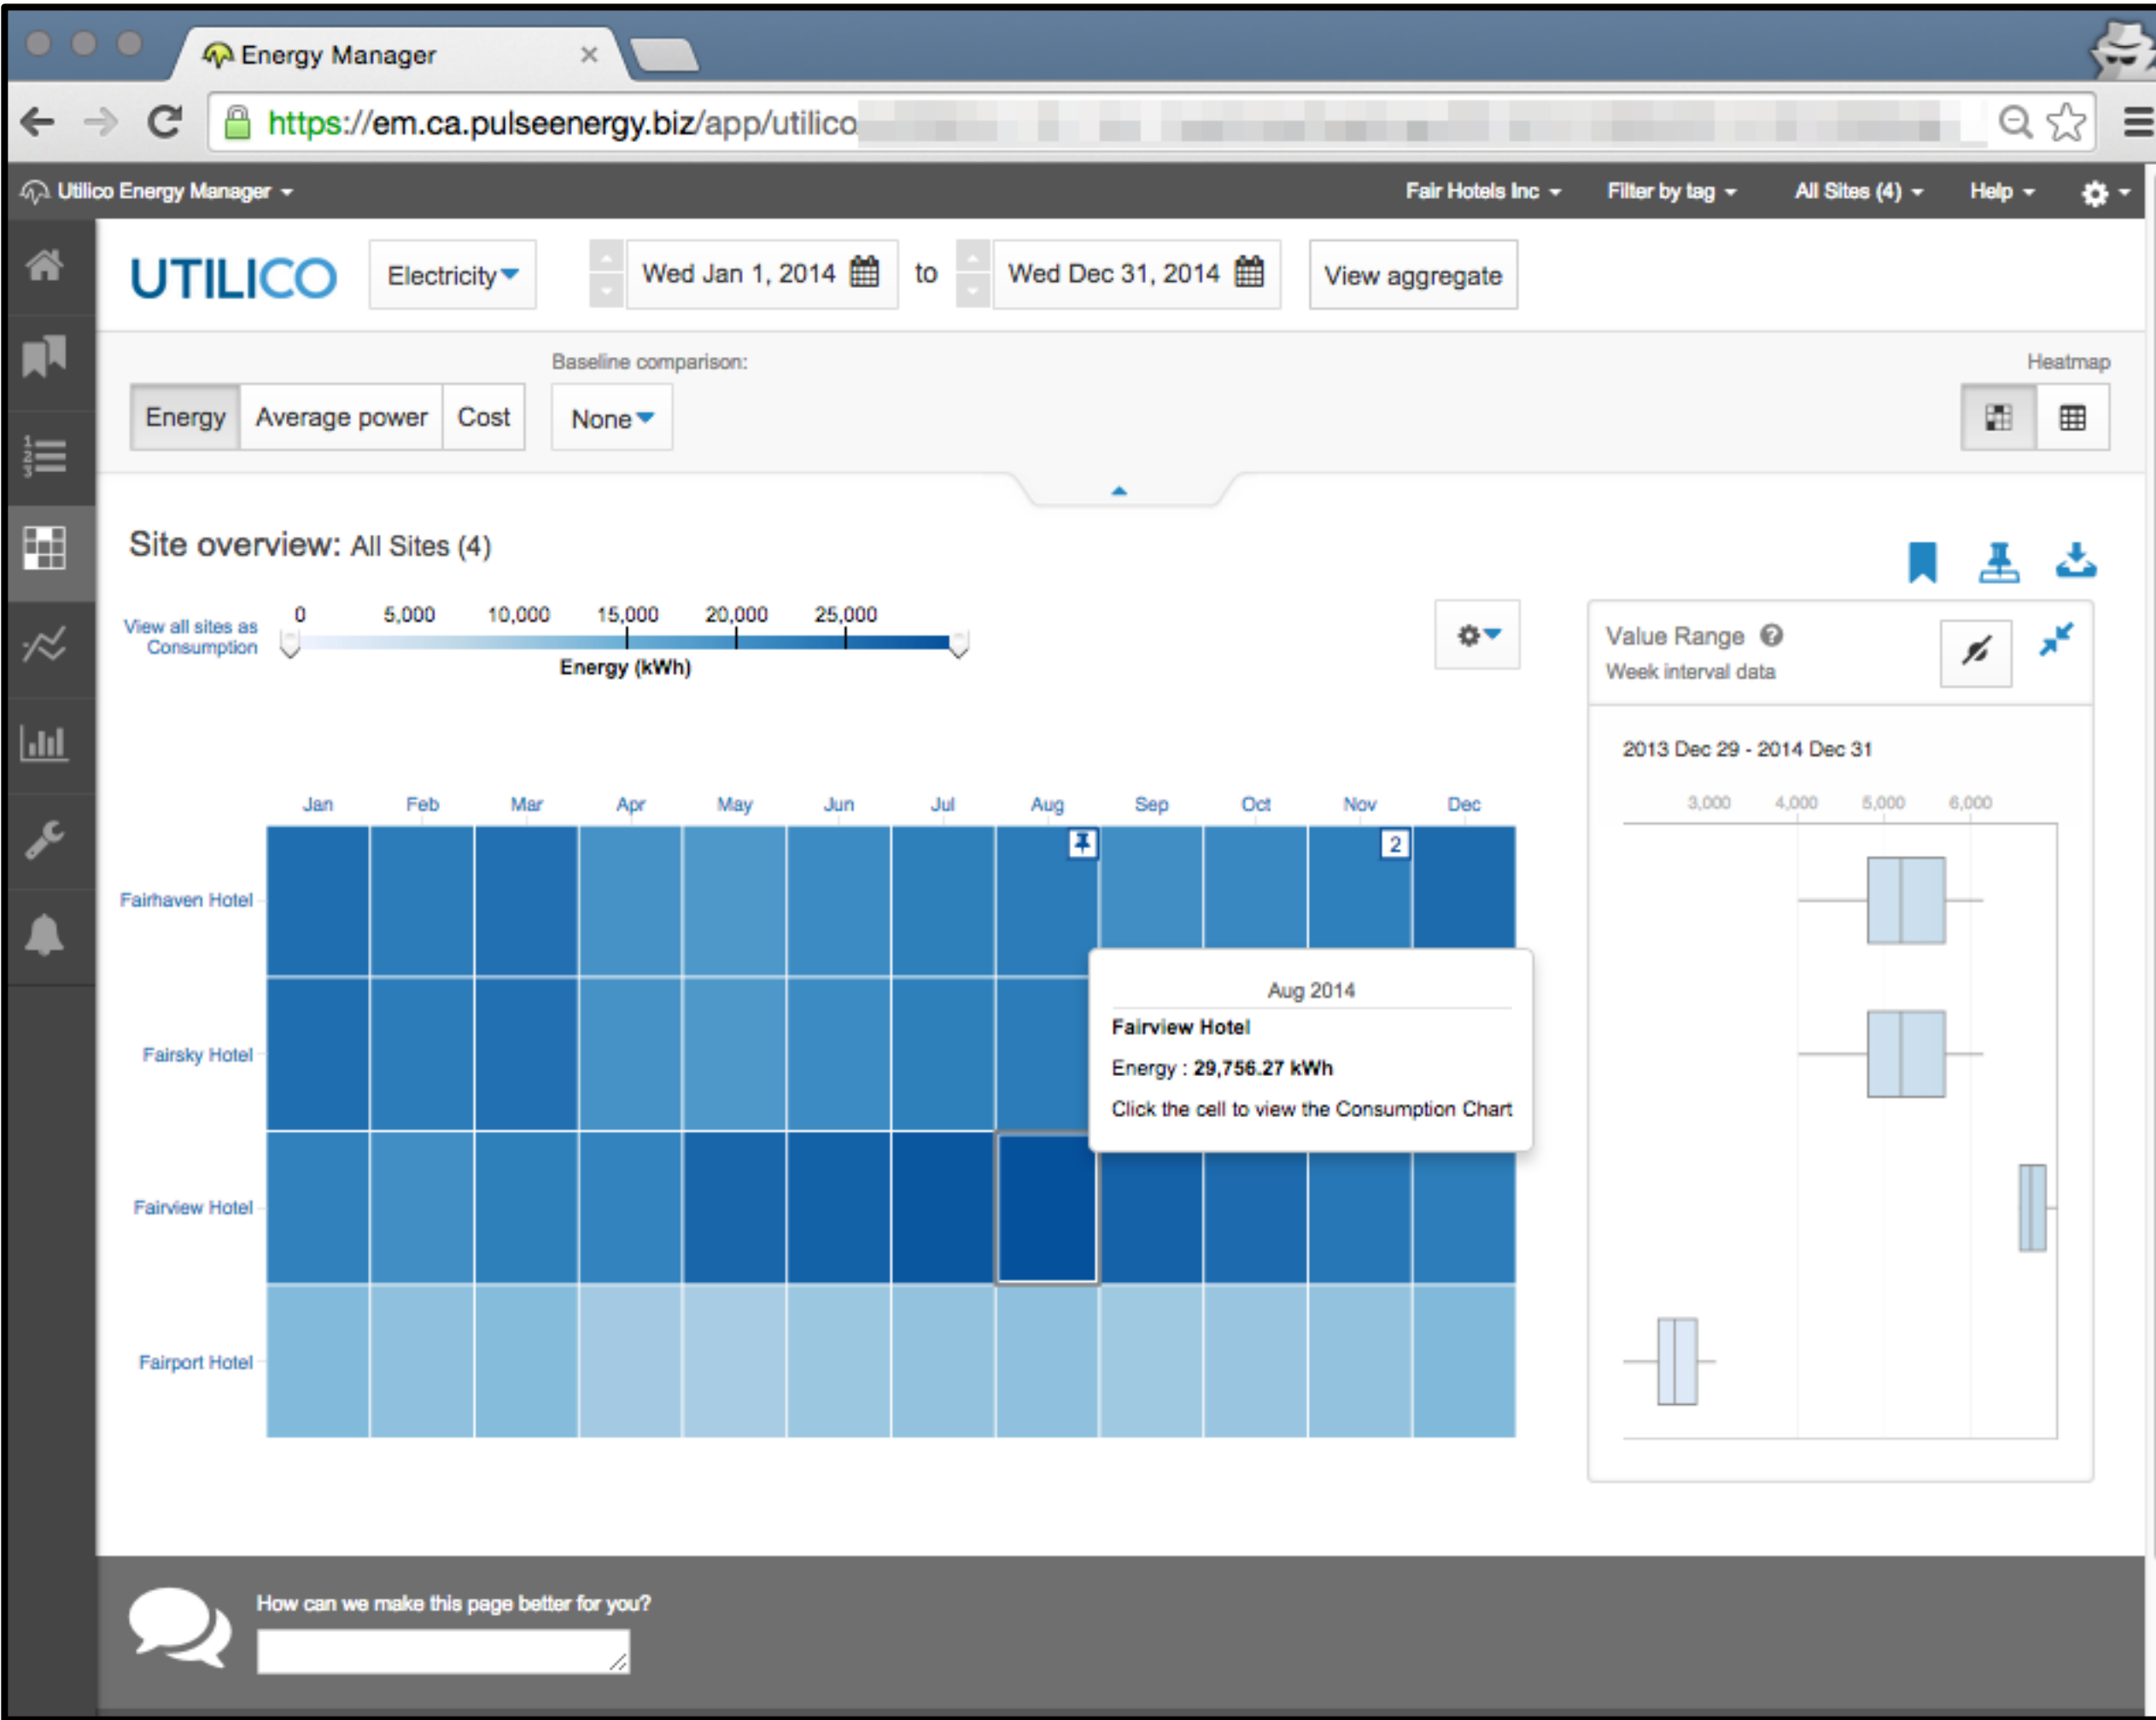 Energy Manager
https://em.ca.pulseenergy.biz/app/utilico
Utilico Energy Manager
Fair Hotels Inc
Filter by tag
All Sites (4)
Help
UTILICO
Electricity
Wed Jan 1, 2014
to
Wed Dec 31, 2014
View aggregate
Baseline comparison:
Heatmap
Energy
Average power
Cost
None
1
2
3
Site overview: All Sites (4)
View all sites as
Consumption
0 5,000 10,000 15,000 20,000 25,000
Energy (kWh)
Value Range ?
Week interval data
2013 Dec 29 - 2014 Dec 31
3,000 4,000 5,000 6,000
Jan Feb Mar Apr May Jun Jul Aug Sep Oct Nov Dec
2
Fairhaven Hotel
Fairsky Hotel
Fairview Hotel
Fairport Hotel
Aug 2014
Fairview Hotel
Energy : 29,756.27 kWh
Click the cell to view the Consumption Chart
How can we make this page better for you?